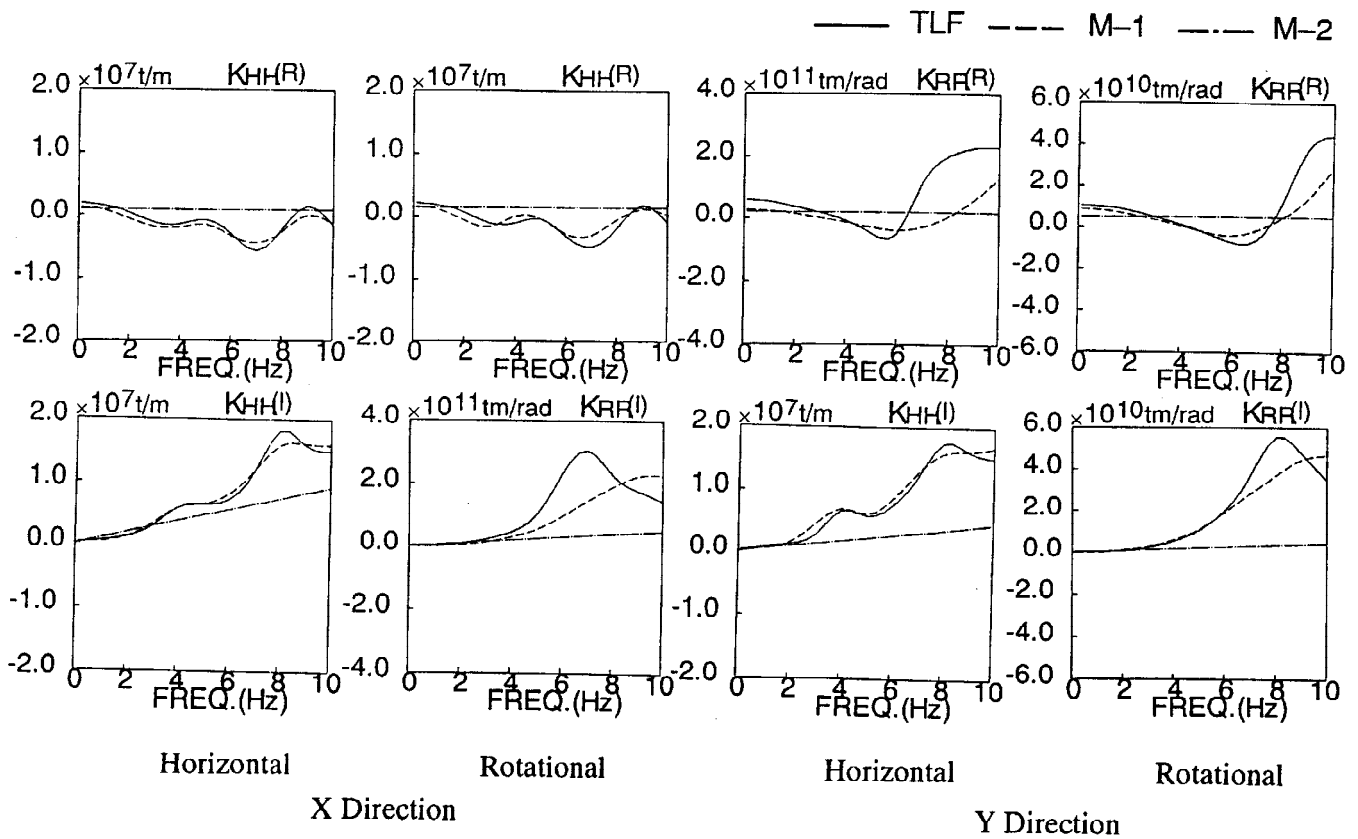 TLF M–1 M–2
×10⁷t/m KHH(R)
2.0
1.0
0.0
-1.0
-2.0
0 2 4 6 8 10
FREQ.(Hz)
×10⁷t/m KHH(R)
2.0
1.0
0.0
-1.0
-2.0
0 2 4 6 8 10
FREQ.(Hz)
×10¹¹tm/rad KRR(R)
4.0
2.0
0.0
-2.0
-4.0
0 2 4 6 8 10
FREQ.(Hz)
×10¹⁰tm/rad KRR(R)
6.0
4.0
2.0
0.0
-2.0
-4.0
-6.0
0 2 4 6 8 10
FREQ.(Hz)
×10⁷t/m KHH(I)
2.0
1.0
0.0
-1.0
-2.0
0 2 4 6 8 10
FREQ.(Hz)
×10¹¹tm/rad KRR(I)
4.0
2.0
0.0
-2.0
-4.0
0 2 4 6 8 10
FREQ.(Hz)
×10⁷t/m KHH(I)
2.0
1.0
0.0
-1.0
-2.0
0 2 4 6 8 10
FREQ.(Hz)
×10¹⁰tm/rad KRR(I)
6.0
4.0
2.0
0.0
-2.0
-4.0
-6.0
0 2 4 6 8 10
FREQ.(Hz)
Horizontal Rotational Horizontal Rotational
X Direction Y Direction